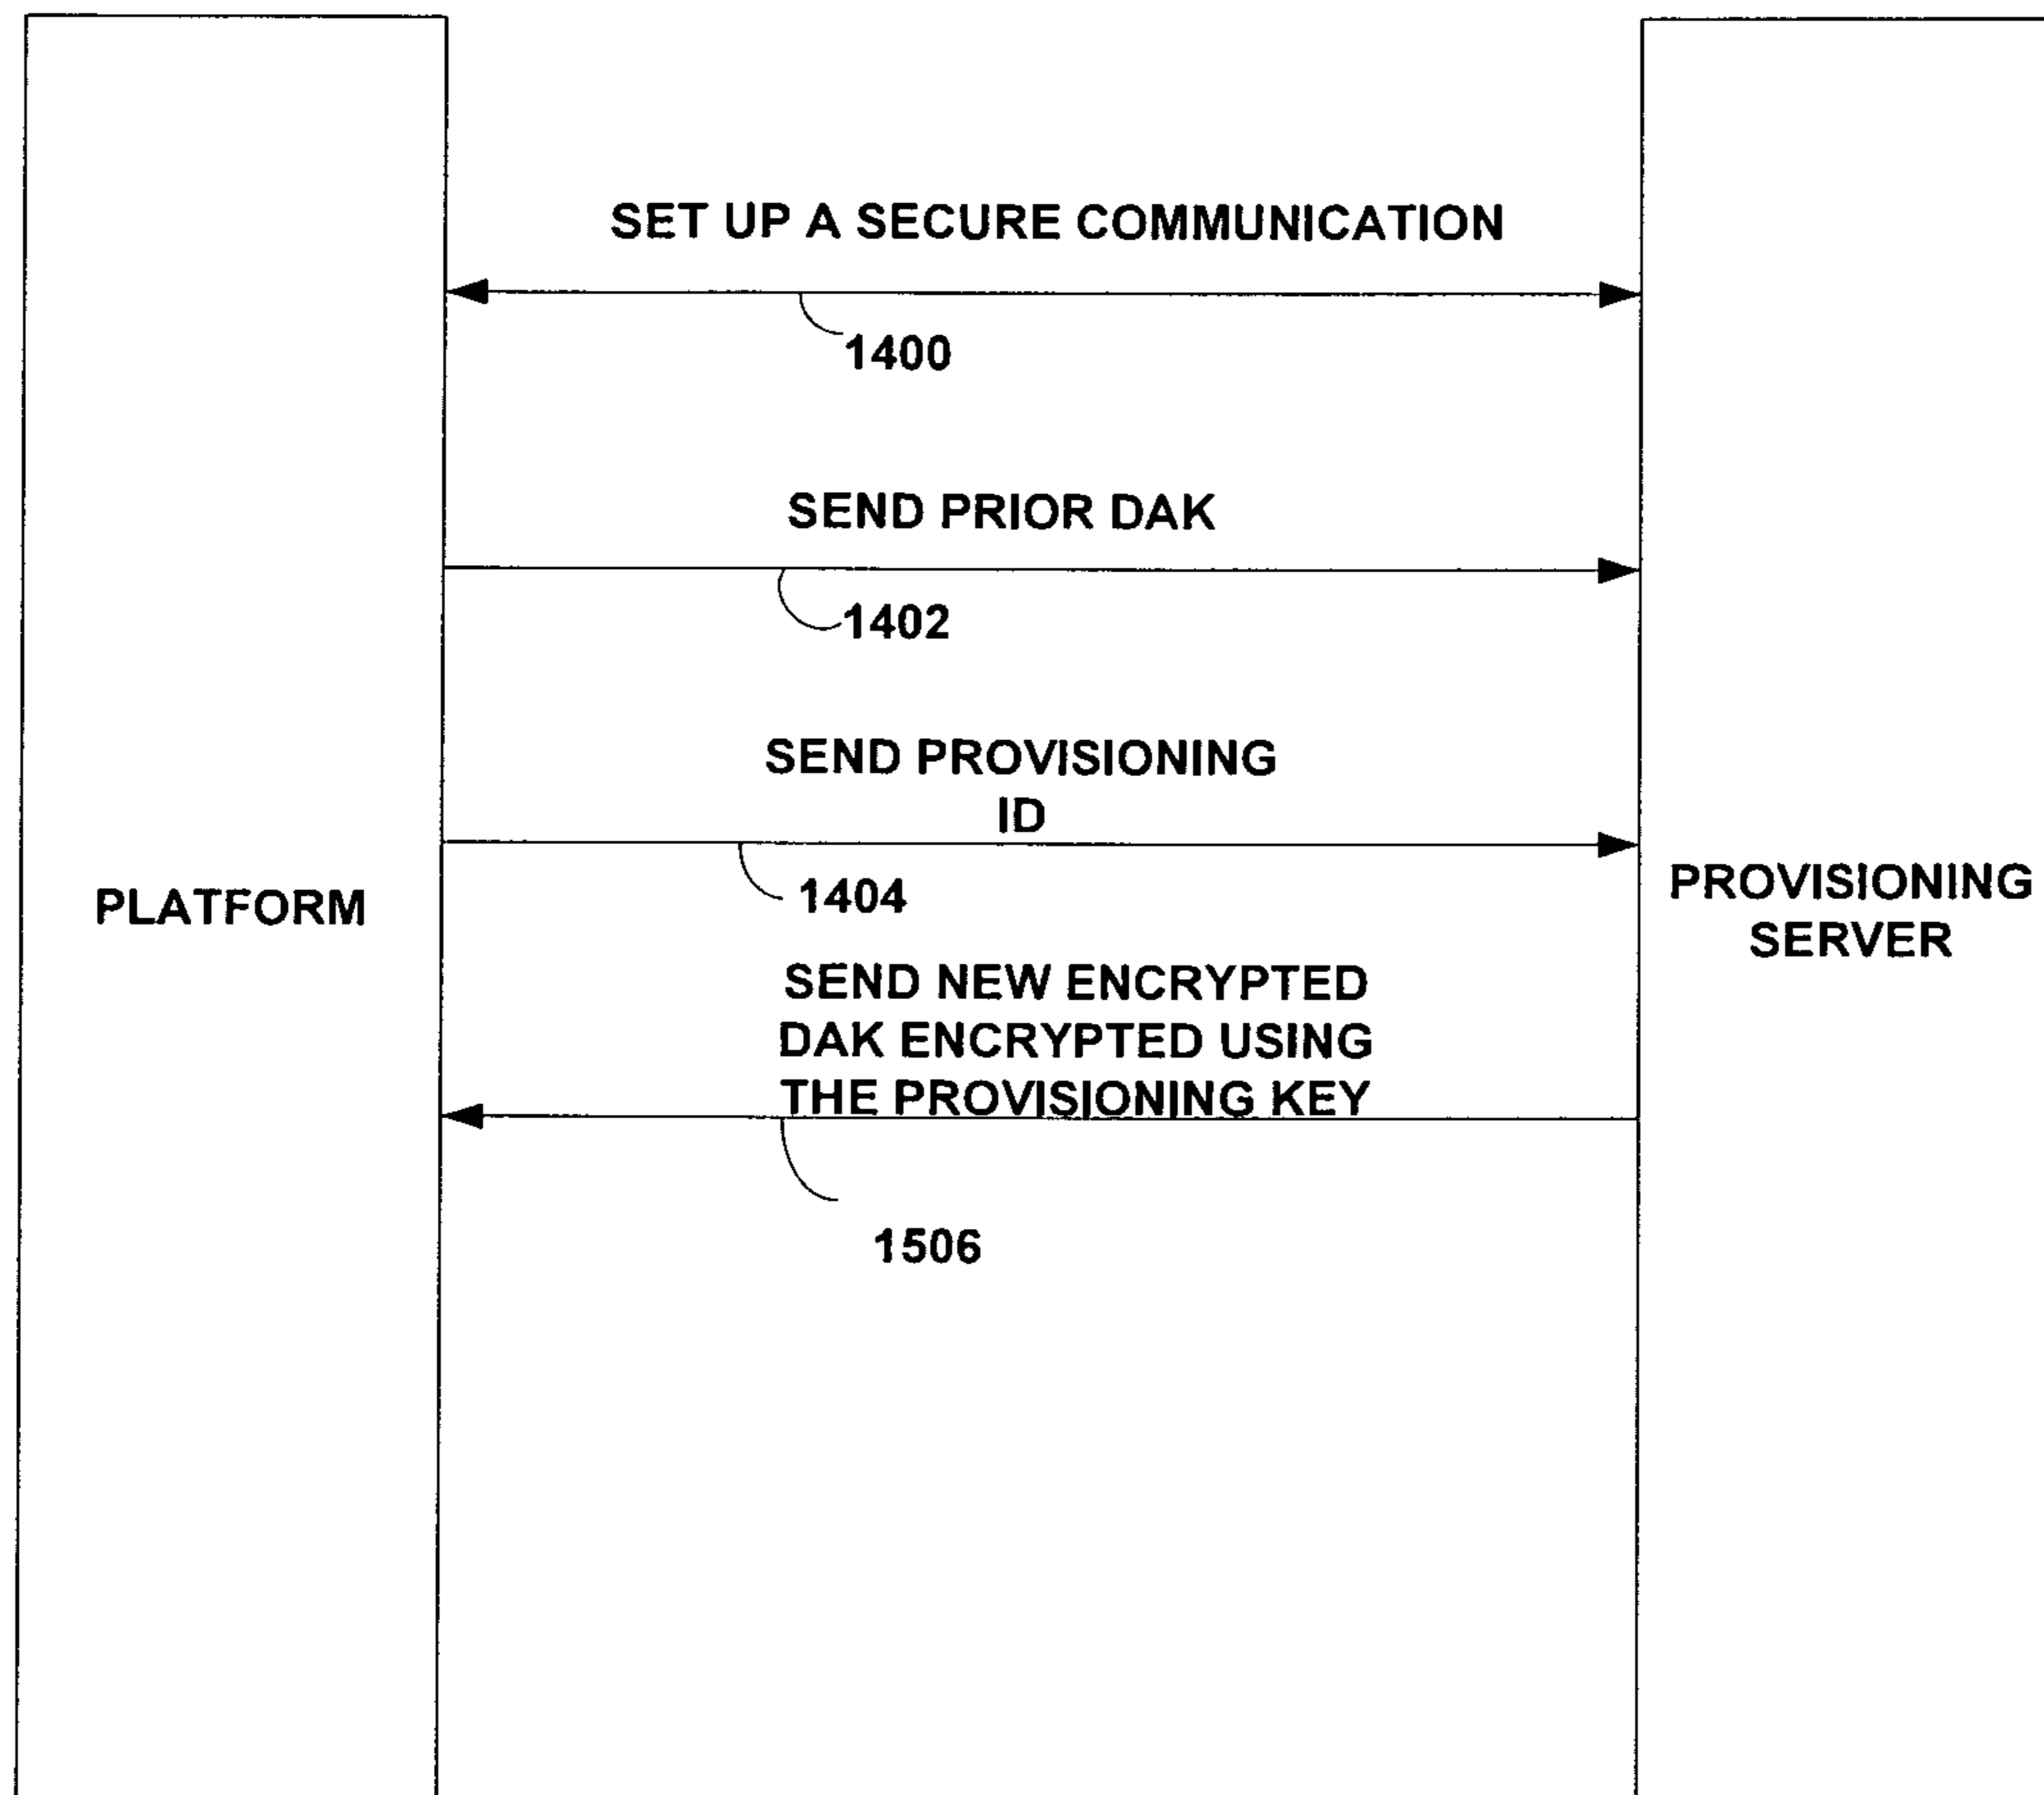 SET UP A SECURE COMMUNICATION
1400
SEND PRIOR DAK
1402
SEND PROVISIONING
ID
1404
PLATFORM
PROVISIONING
SERVER
SEND NEW ENCRYPTED
DAK ENCRYPTED USING
THE PROVISIONING KEY
1506